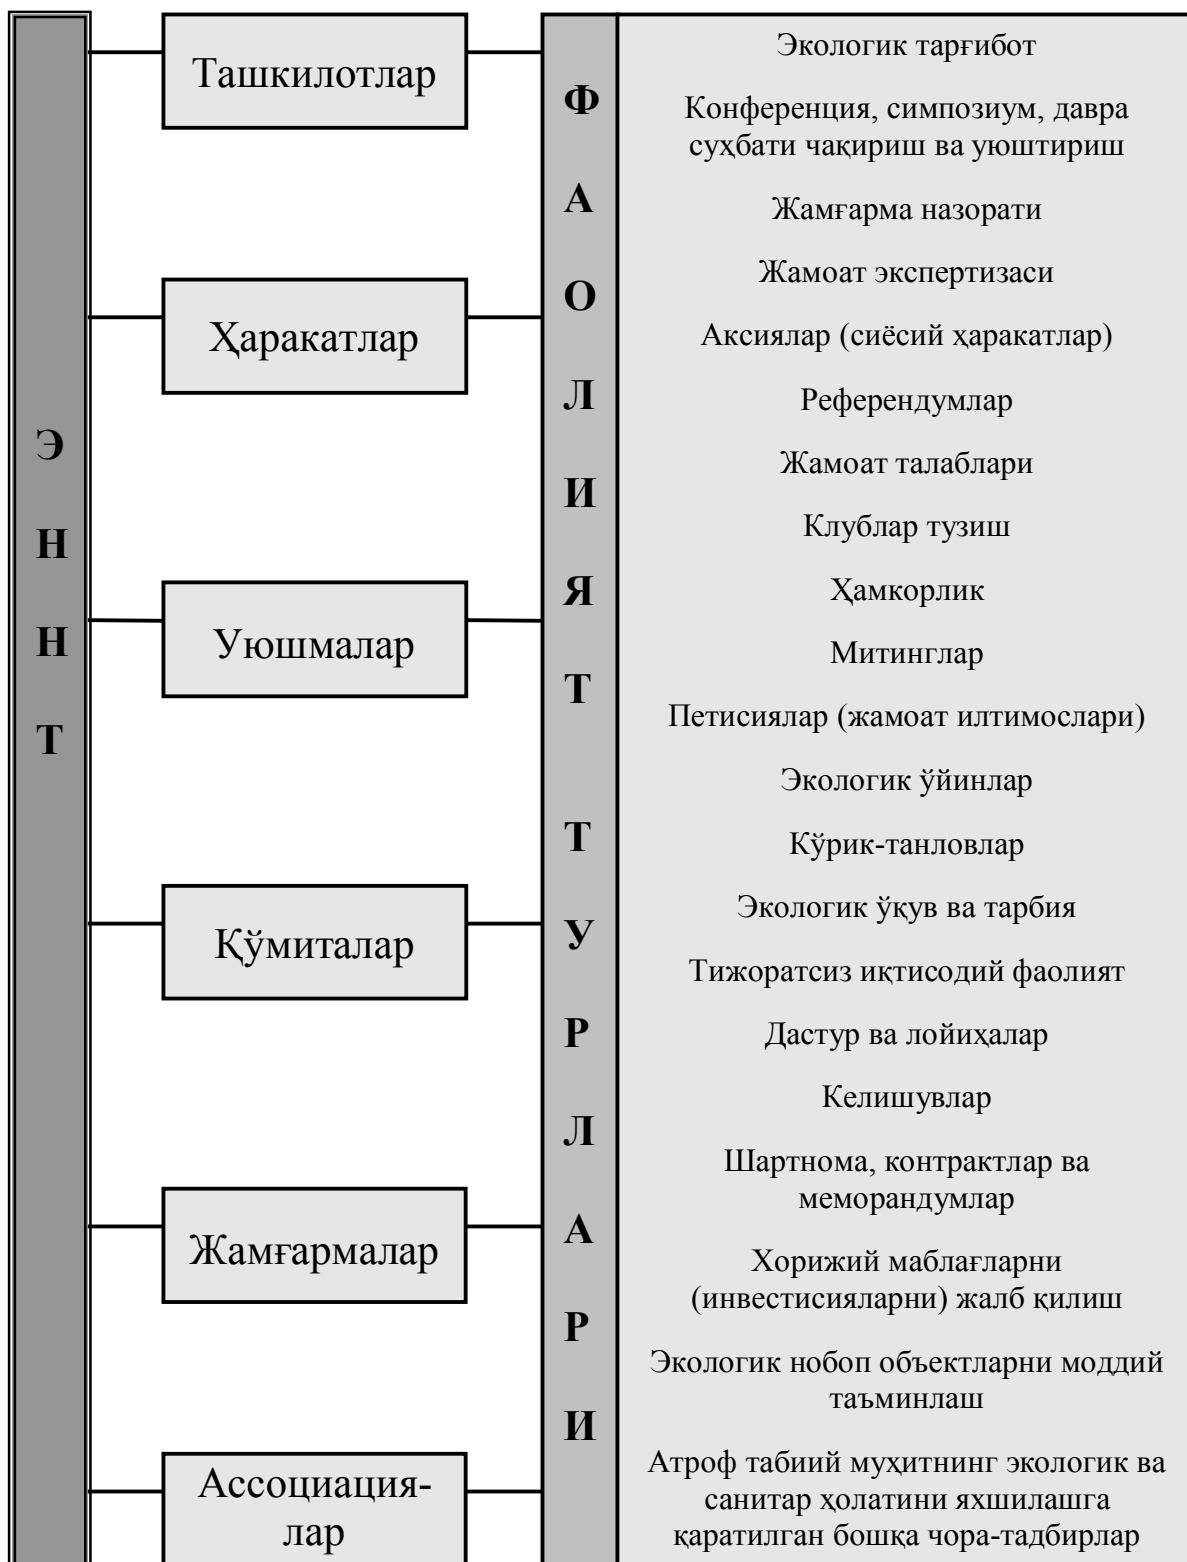 Э
Н
Н
Т
Ташкилотлар
Ҳаракатлар
Уюшмалар
Қўмиталар
Жамғармалар
Ассоциация-
лар
Ф
А
О
Л
И
Я
Т
Т
У
Р
Л
А
Р
И
Экологик тарғибот
Конференция, симпозиум, давра
суҳбати чақириш ва уюштириш
Жамғарма назорати
Жамоат экспертизаси
Аксиялар (сиёсий ҳаракатлар)
Референдумлар
Жамоат талаблари
Клублар тузиш
Ҳамкорлик
Митинглар
Петисиялар (жамоат илтимослари)
Экологик ўйинлар
Кўрик-танловлар
Экологик ўқув ва тарбия
Тижоратсиз иқтисодий фаолият
Дастур ва лойиҳалар
Келишувлар
Шартнома, контрактлар ва
меморандумлар
Хорижий маблағларни
(инвестисияларни) жалб қилиш
Экологик нобоп объектларни моддий
таъминлаш
Атроф табиий муҳитнинг экологик ва
санитар ҳолатини яхшилашга
қаратилган бошқа чора-тадбирлар